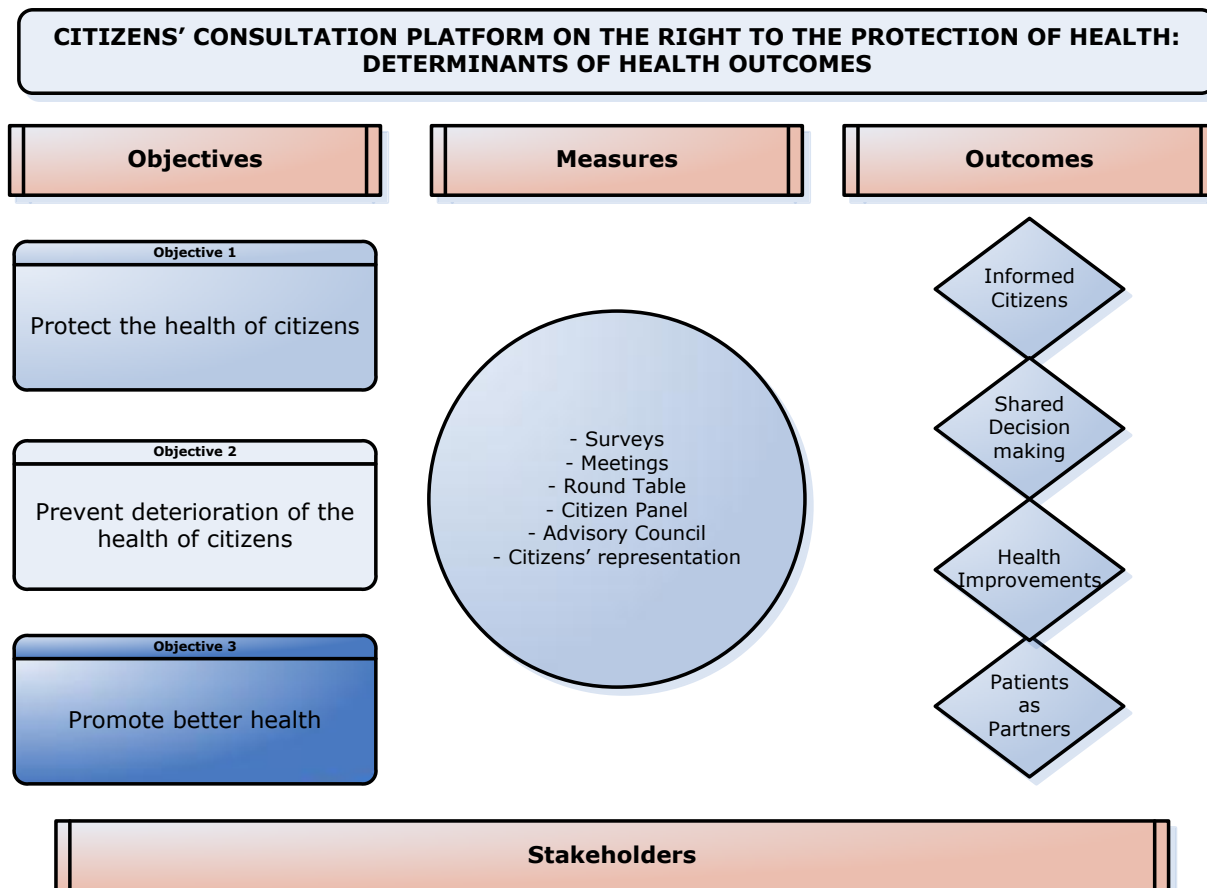 CITIZENS’ CONSULTATION PLATFORM ON THE RIGHT TO THE PROTECTION OF HEALTH:
DETERMINANTS OF HEALTH OUTCOMES
Objectives
Measures
Outcomes
Objective 1
Protect the health of citizens
Objective 2
Prevent deterioration of the
health of citizens
Objective 3
Promote better health
- Surveys
- Meetings
- Round Table
- Citizen Panel
- Advisory Council
- Citizens’ representation
Informed
Citizens
Shared
Decision
making
Health
Improvements
Patients
as
Partners
Stakeholders